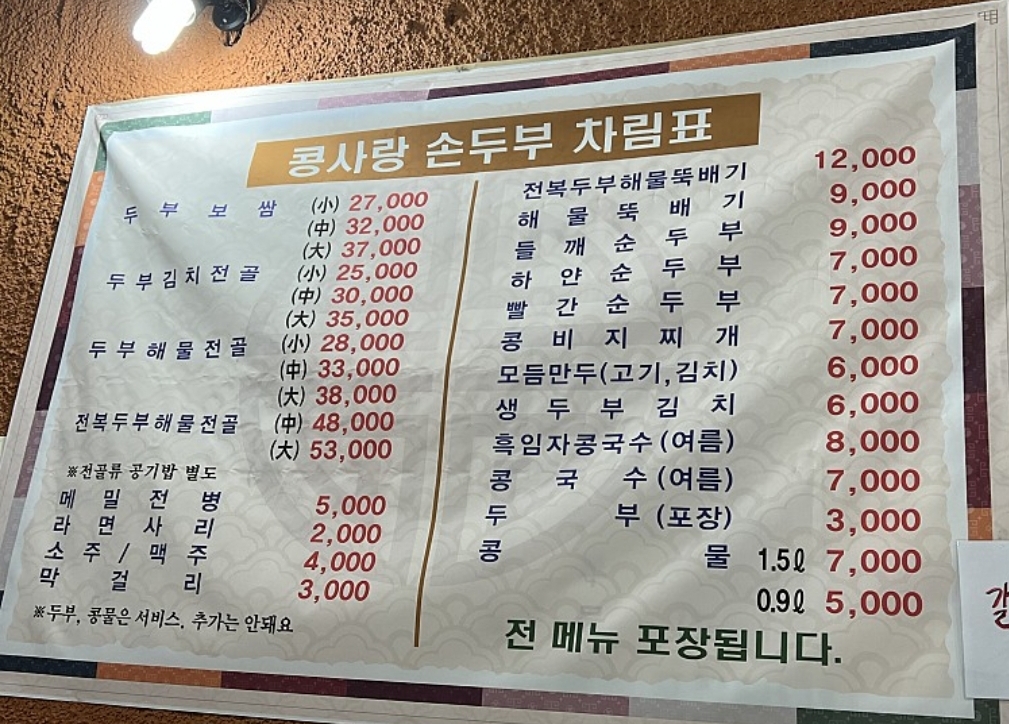 콩사랑 손두부 차림표
두부보쌈 (小) 27,000
(中) 32,000
(大) 37,000
두부김치전골 (小) 25,000
(中) 30,000
(大) 35,000
두부해물전골 (小) 28,000
(中) 33,000
(大) 38,000
전복두부해물전골 (中) 48,000
(大) 53,000
※전골류 공기밥 별도
메밀전병 5,000
라면사리 2,000
소주/맥주 4,000
막걸리 3,000
※두부, 콩물은 서비스. 추가는 안돼요
전복두부해물뚝배기 12,000
해물뚝배기 9,000
들깨순두부 9,000
하얀순두부 7,000
빨간순두부 7,000
콩비지찌개 7,000
모듬만두(고기,김치) 6,000
생두부김치 6,000
흑임자콩국수(여름) 8,000
콩국수(여름) 7,000
두부(포장) 3,000
콩물 1.5ℓ 7,000
0.9ℓ 5,000
전 메뉴 포장됩니다.